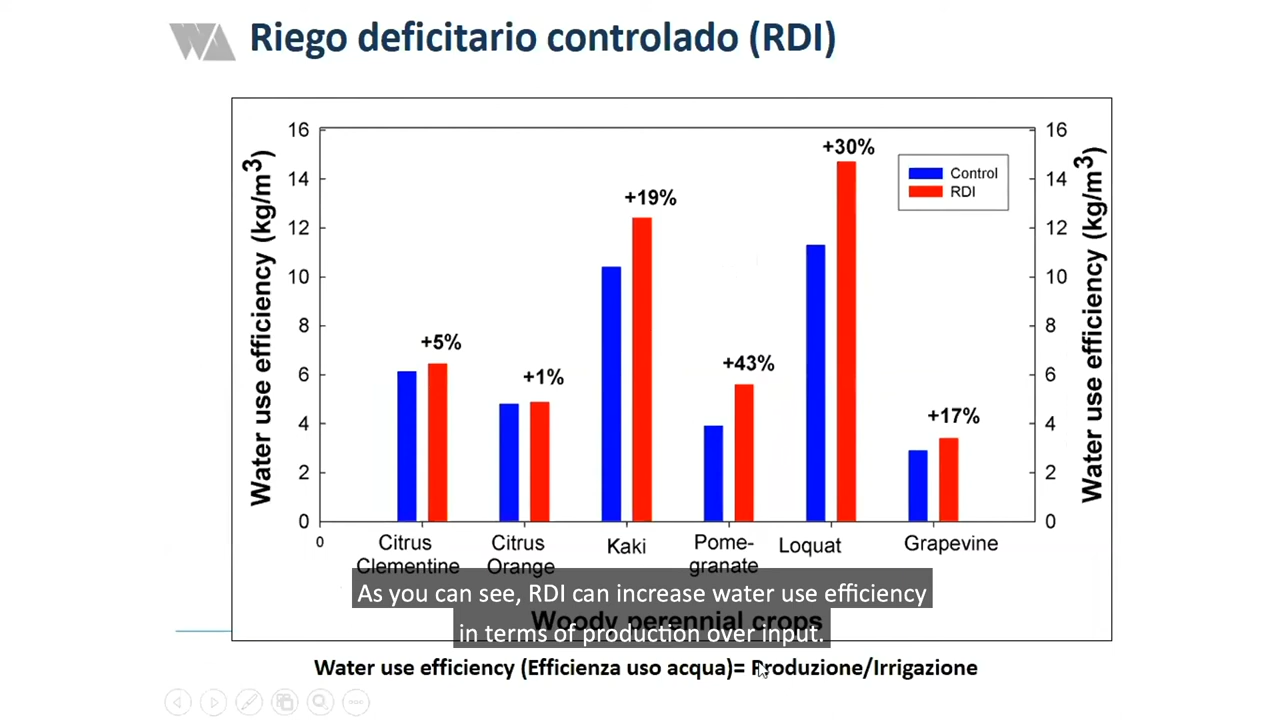 WA
Riego deficitario controlado (RDI)
16
14
12
10
8
6
4
2
0
Water use efficiency (kg/m³)
+5%
+1%
+19%
+43%
+30%
+17%
Control
RDI
16
14
12
10
8
6
4
2
0
Water use efficiency (kg/m³)
0
Citrus
Clementine
Citrus
Orange
Kaki
Pome-
granate
Loquat
Grapevine
Woody perennial crops
As you can see, RDI can increase water use efficiency
in terms of production over input.
Water use efficiency (Efficienza uso acqua)= Produzione/Irrigazione